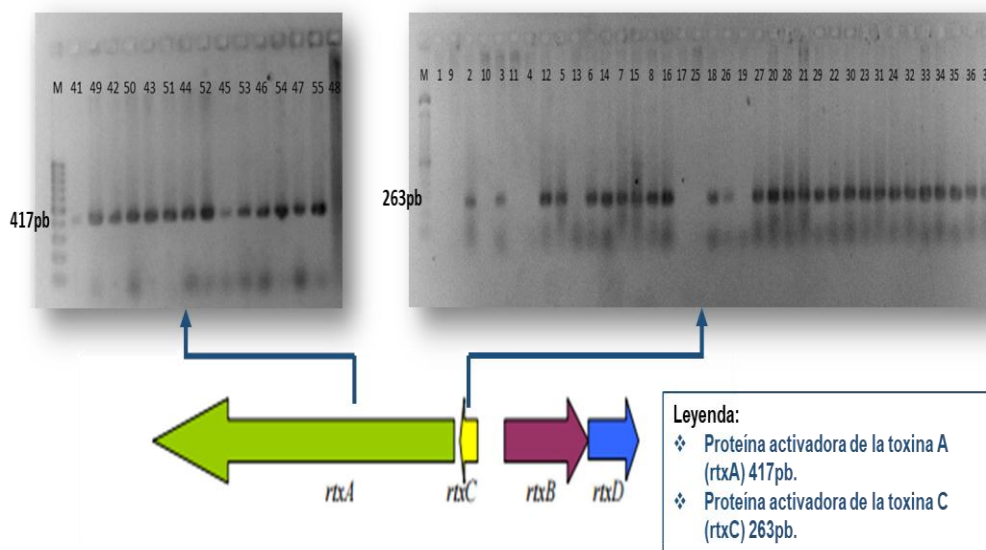 M 41 49 42 50 43 51 44 52 45 53 46 54 47 55 48
417pb
M 1 9 2 10 3 11 4 12 5 13 6 14 7 15 8 16 17 25 18 26 19 27 20 28 21 29 22 30 23 31 24 32 33 34 35 36 3
263pb
rtxA rtxC rtxB rtxD
Leyenda:
❖ Proteína activadora de la toxina A
(rtxA) 417pb.
❖ Proteína activadora de la toxina C
(rtxC) 263pb.